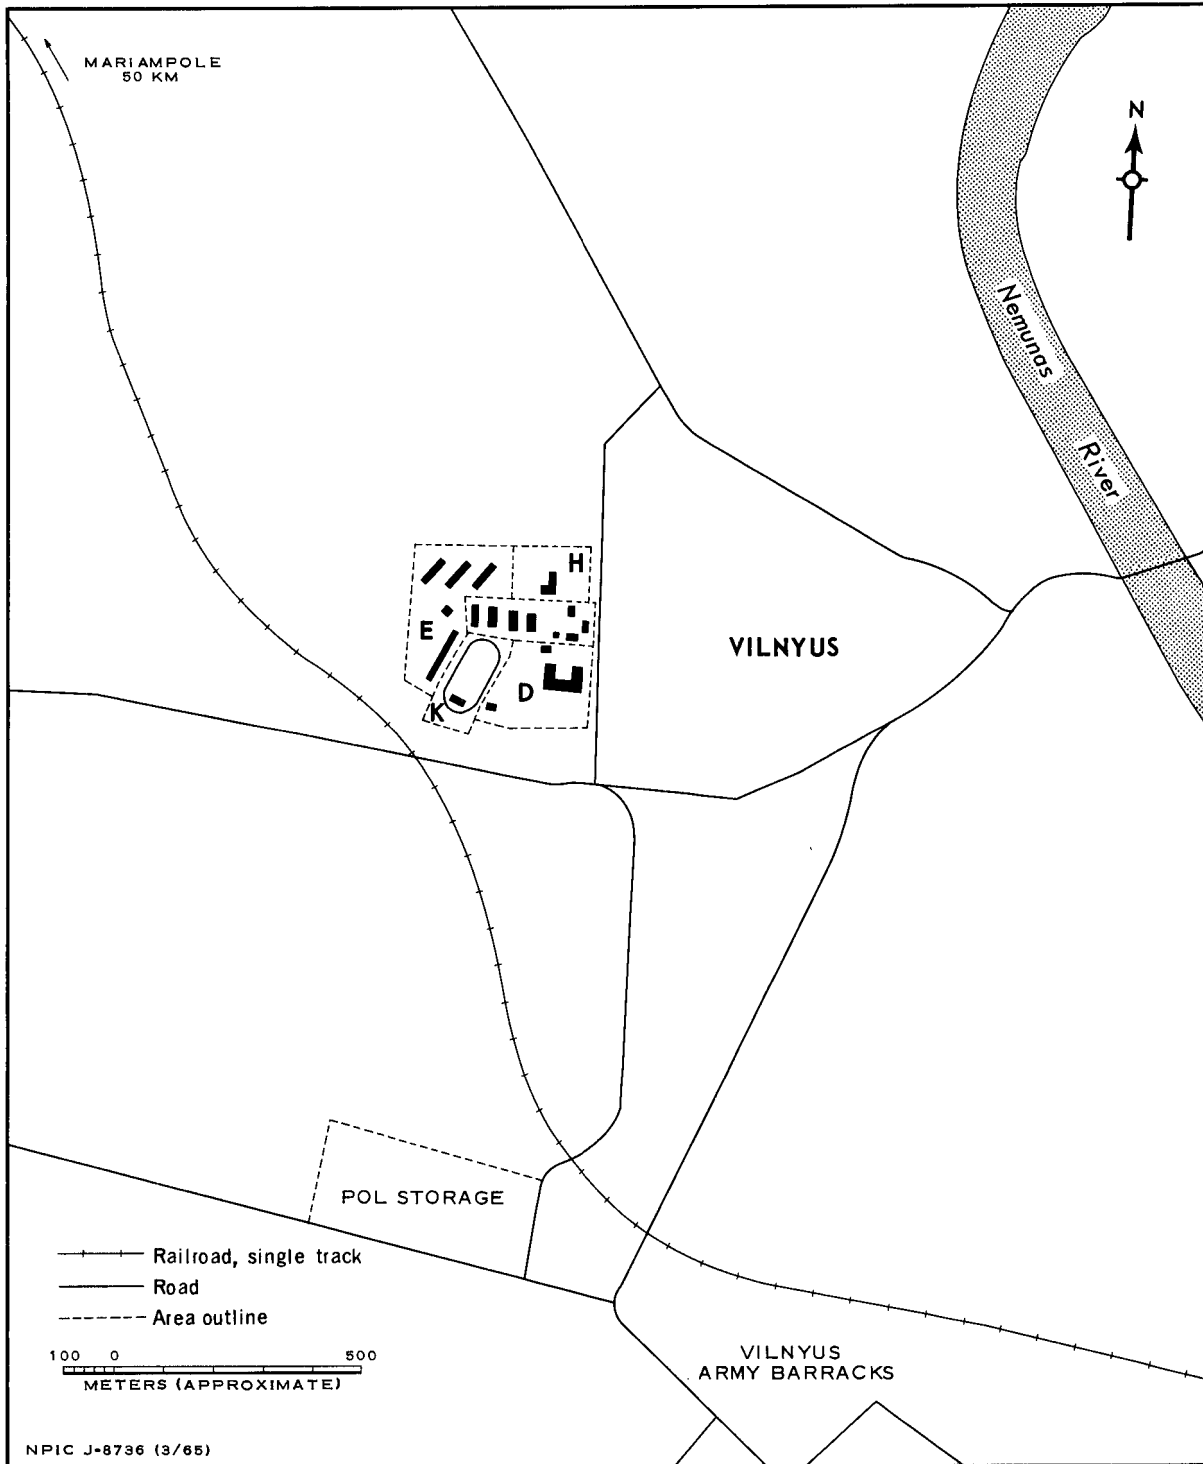 MARIAMPOLE
50 KM
N
Nemunas
River
H
E
VILNYUS
D
K
POL STORAGE
Railroad, single track
Road
Area outline
100 0 500
METERS (APPROXIMATE)
VILNYUS
ARMY BARRACKS
NPIC J-8736 (3/65)